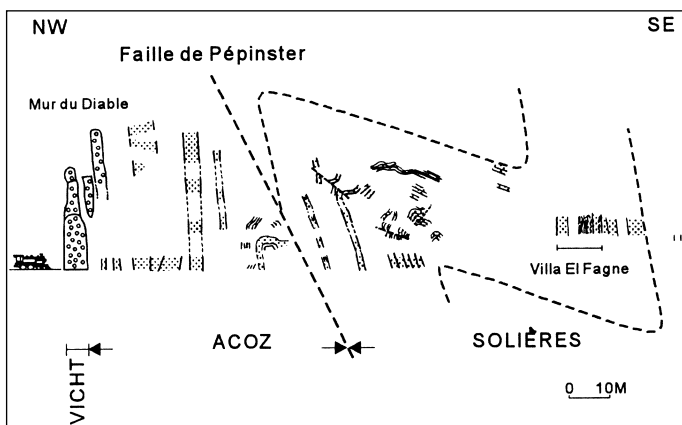 NW
SE
Faille de Pépinster
Mur du Diable
Villa El Fagne
ACOZ
SOLIÈRES
VICHT
0 10M